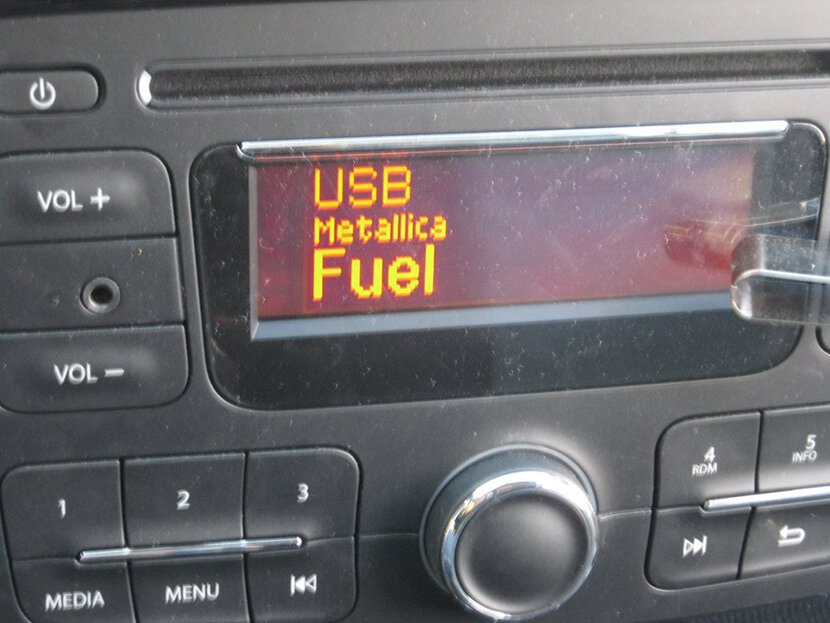 VOL +
USB
Metallica
Fuel
VOL –
1
2
3
4
RDM
5
INFO
MEDIA
MENU